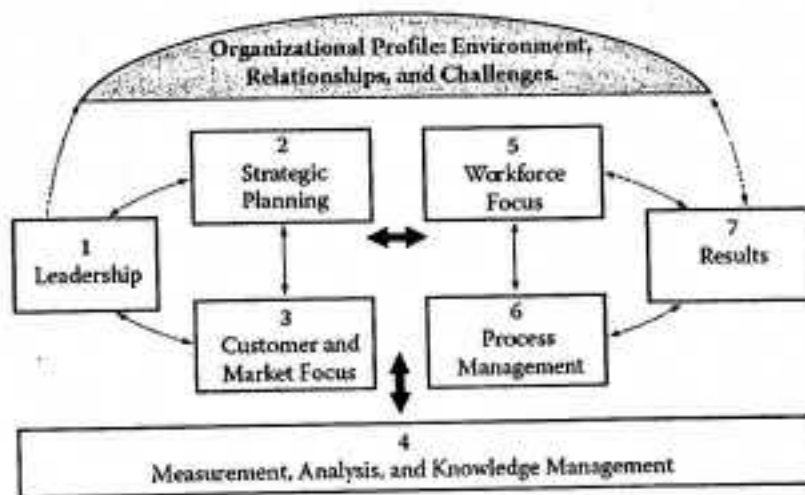 Organizational Profile: Environment,
Relationships, and Challenges.
2
Strategic
Planning
5
Workforce
Focus
1
Leadership
7
Results
3
Customer and
Market Focus
6
Process
Management
4
Measurement, Analysis, and Knowledge Management